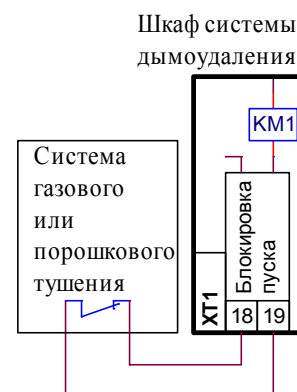 Шкаф системы
дымоудаления
KM1
Система
газового
или
порошкового
тушения
Блокировка
пуска
XT1
18
19